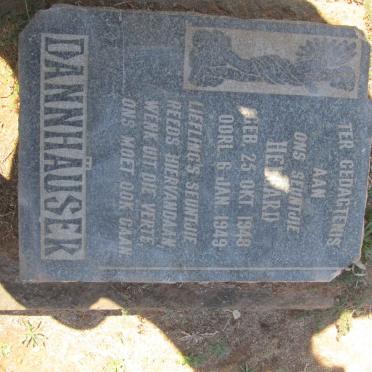 TER GEDAGTENIS
AAN
ONS SEUNTJIE
GEB. 25 OKT 1948
OORL. 6 JAN 1949
LIEFLING'S SEUNTJIE
REEDS HIERVANDAAN,
WENK UIT DIE VERTE,
ONS MOET OOK GAAN
DANNHÄUSER